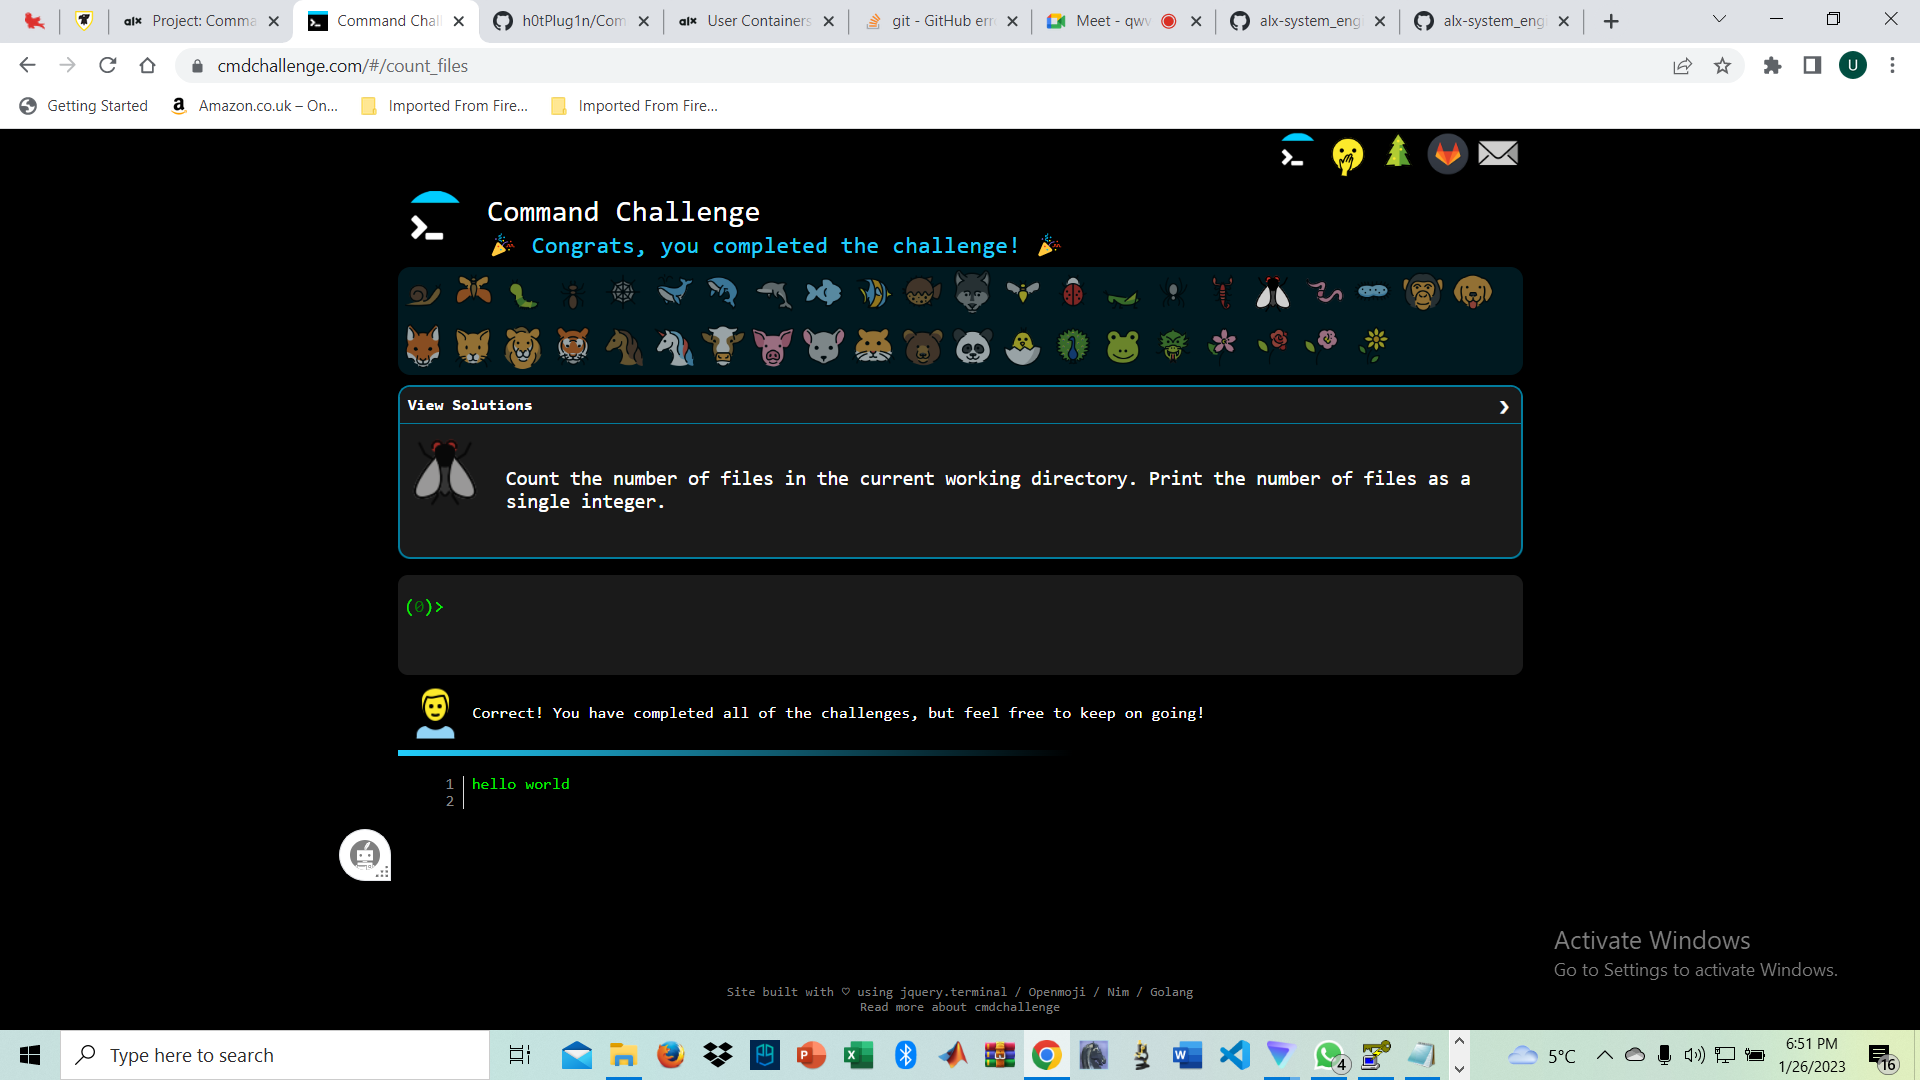 alx Project: Comma
Command Chall
h0tPlug1n/Com
alx User Containers
git - GitHub err
Meet - qwv
alx-system_eng
alx-system_eng
cmdchallenge.com/#/count_files
U
Getting Started
Amazon.co.uk – On...
Imported From Fire...
Imported From Fire...
Command Challenge
Congrats, you completed the challenge!
View Solutions
Count the number of files in the current working directory. Print the number of files as a
single integer.
(0)>
Correct! You have completed all of the challenges, but feel free to keep on going!
1 hello world
2
Activate Windows
Go to Settings to activate Windows.
Site built with ♡ using jquery.terminal / Openmoji / Nim / Golang
Read more about cmdchallenge
Type here to search
4
5°C
6:51 PM
1/26/2023
16